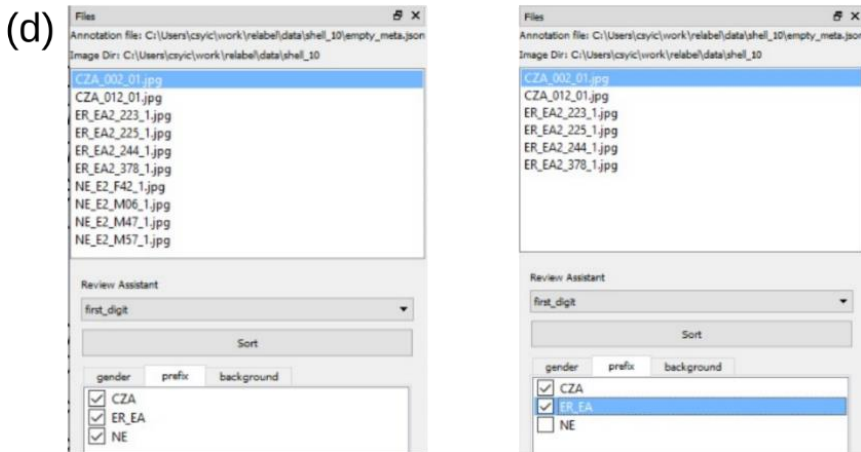 (d)
Files
Annotation file: C:\Users\csyic\work\relabel\data\shell_10\empty_meta.json
Image Dir: C:\Users\csyic\work\relabel\data\shell_10
CZA_002_01.jpg
CZA_012_01.jpg
ER_EA2_223_1.jpg
ER_EA2_225_1.jpg
ER_EA2_244_1.jpg
ER_EA2_378_1.jpg
NE_E2_F42_1.jpg
NE_E2_M06_1.jpg
NE_E2_M47_1.jpg
NE_E2_M57_1.jpg
Review Assistant
first_digit
Sort
gender prefix background
CZA
ER_EA
NE
Files
Annotation file: C:\Users\csyic\work\relabel\data\shell_10\empty_meta.json
Image Dir: C:\Users\csyic\work\relabel\data\shell_10
CZA_002_01.jpg
CZA_012_01.jpg
ER_EA2_223_1.jpg
ER_EA2_225_1.jpg
ER_EA2_244_1.jpg
ER_EA2_378_1.jpg
Review Assistant
first_digit
Sort
gender prefix background
CZA
ER_EA
NE